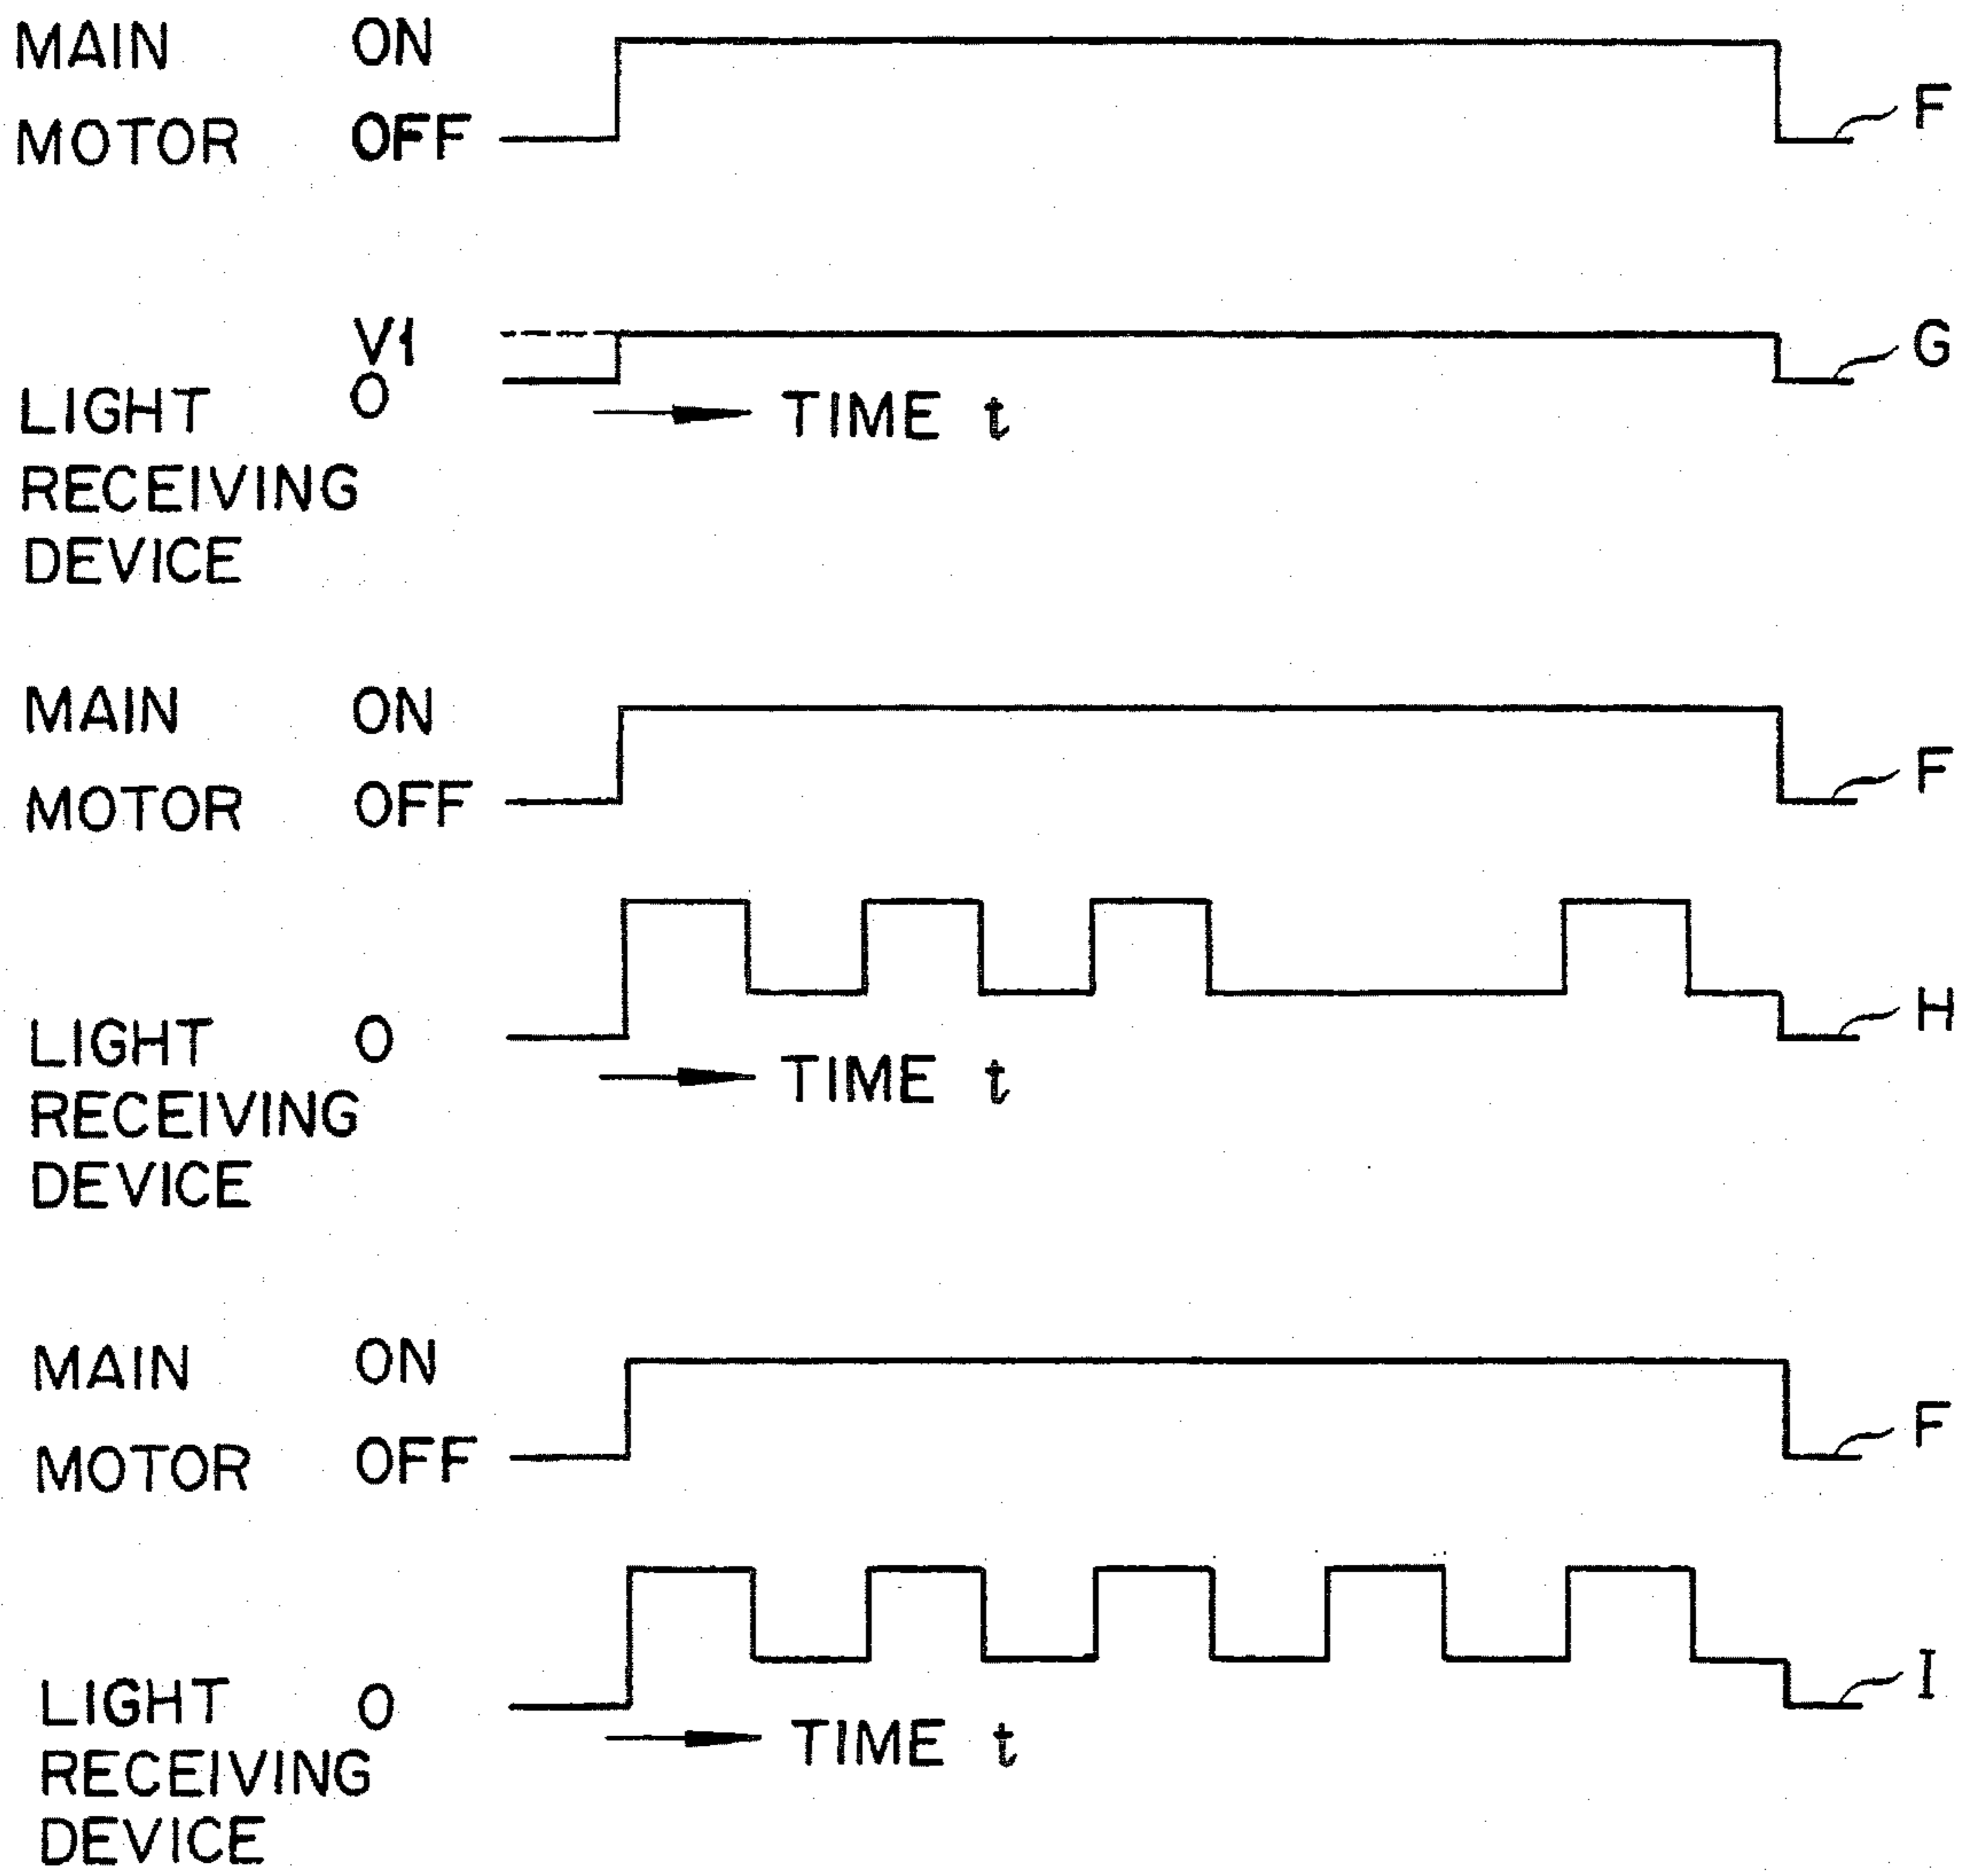 MAIN ON
MOTOR OFF
F
V1
G
LIGHT O
TIME t
RECEIVING
DEVICE
MAIN ON
MOTOR OFF
F
H
LIGHT O
TIME t
RECEIVING
DEVICE
MAIN ON
MOTOR OFF
F
I
LIGHT O
TIME t
RECEIVING
DEVICE